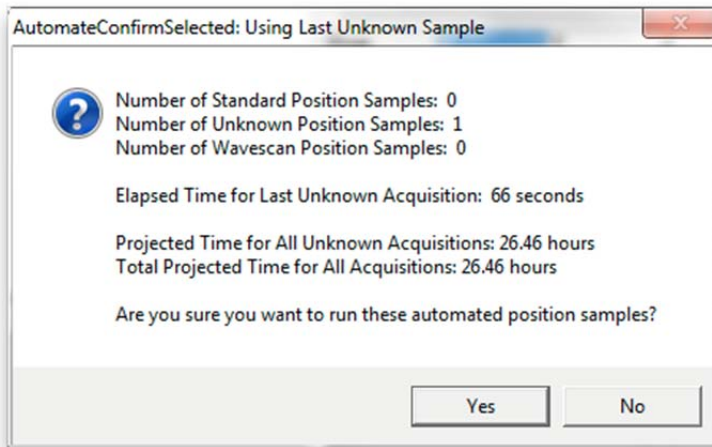 AutomateConfirmSelected: Using Last Unknown Sample
Number of Standard Position Samples: 0
Number of Unknown Position Samples: 1
Number of Wavescan Position Samples: 0
Elapsed Time for Last Unknown Acquisition: 66 seconds
Projected Time for All Unknown Acquisitions: 26.46 hours
Total Projected Time for All Acquisitions: 26.46 hours
Are you sure you want to run these automated position samples?
Yes No